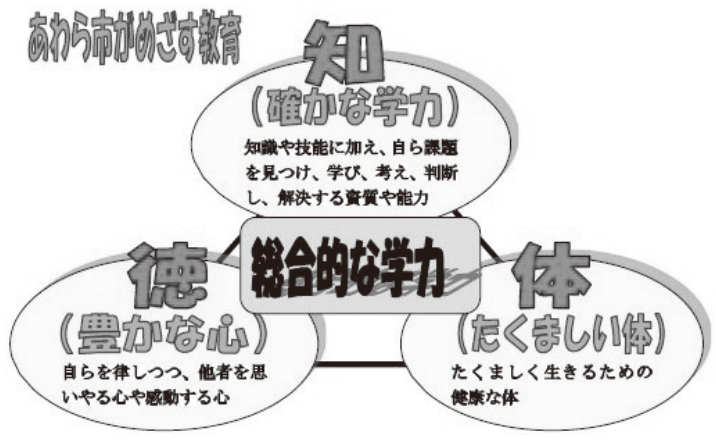 あわら市がめざす教育
知
（確かな学力）
知識や技能に加え、自ら課題
を見つけ、学び、考え、判断
し、解決する資質や能力
総合的な学力
徳
（豊かな心）
自らを律しつつ、他者を思
いやる心や感動する心
体
（たくましい体）
たくましく生きるための
健康な体